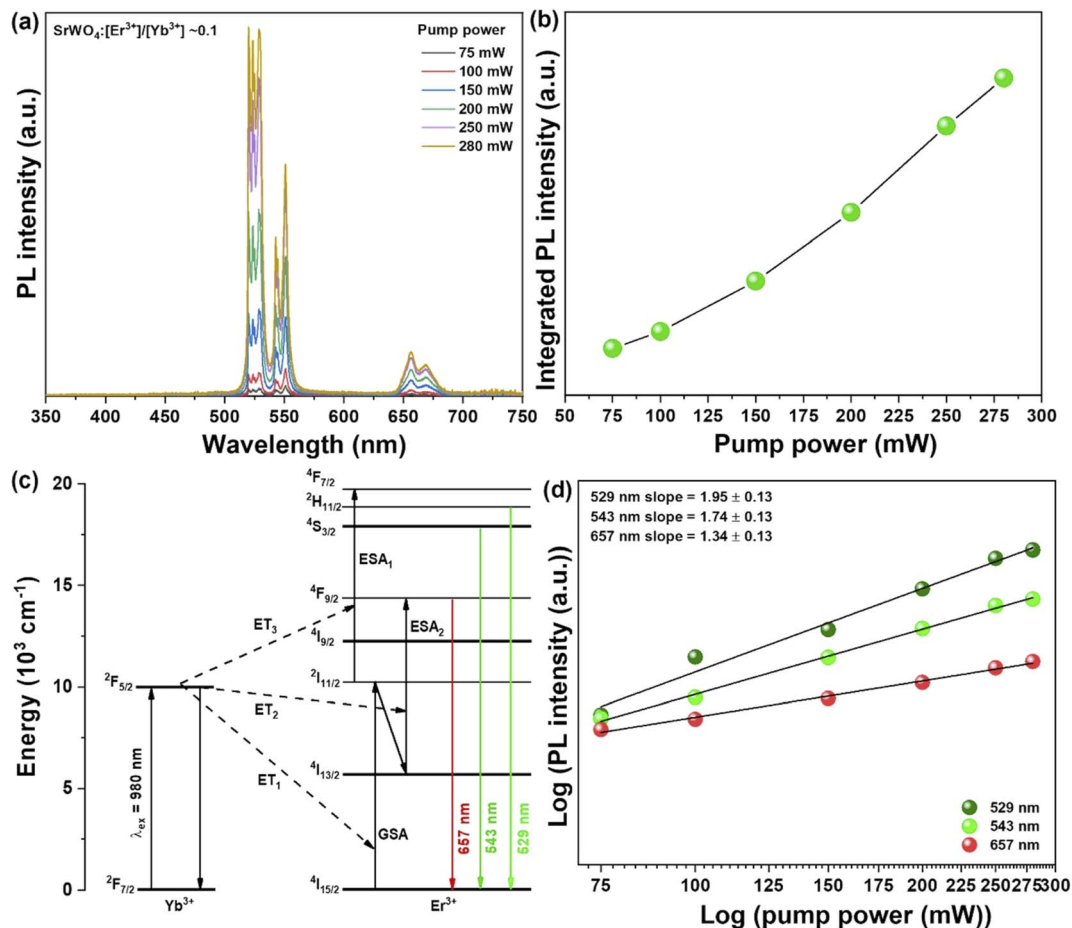 (a)
SrWO₄:[Er³⁺]/[Yb³⁺] ~0.1
Pump power
75 mW
100 mW
150 mW
200 mW
250 mW
280 mW
PL intensity (a.u.)
350 400 450 500 550 600 650 700 750
Wavelength (nm)
(b)
Integrated PL intensity (a.u.)
50 75 100 125 150 175 200 225 250 275 300
Pump power (mW)
(c)
Energy (10³ cm⁻¹)
20
15
10
5
0
⁴F₇/₂
²H₁₁/₂
⁴S₃/₂
ESA₁
⁴F₉/₂
ESA₂
ET₃
⁴I₉/₂
²F₅/₂
²I₁₁/₂
ET₂
⁴I₁₃/₂
ET₁
λex = 980 nm
GSA
657 nm
543 nm
529 nm
²F₇/₂
⁴I₁₅/₂
Yb³⁺
Er³⁺
(d)
529 nm slope = 1.95 ± 0.13
543 nm slope = 1.74 ± 0.13
657 nm slope = 1.34 ± 0.13
Log (PL intensity (a.u.))
529 nm
543 nm
657 nm
75 100 150 200 225 250 275 300
Log (pump power (mW))